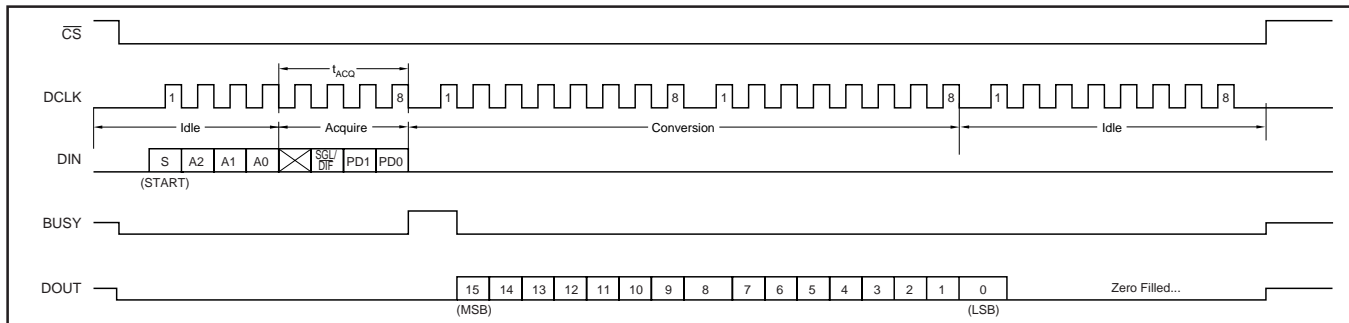 CS
tACQ
DCLK 1 8 1 8 1 8 1 8
Idle Acquire Conversion Idle
DIN S A2 A1 A0 SGL/DIF PD1 PD0
(START)
BUSY
DOUT 15 14 13 12 11 10 9 8 7 6 5 4 3 2 1 0 Zero Filled...
(MSB) (LSB)